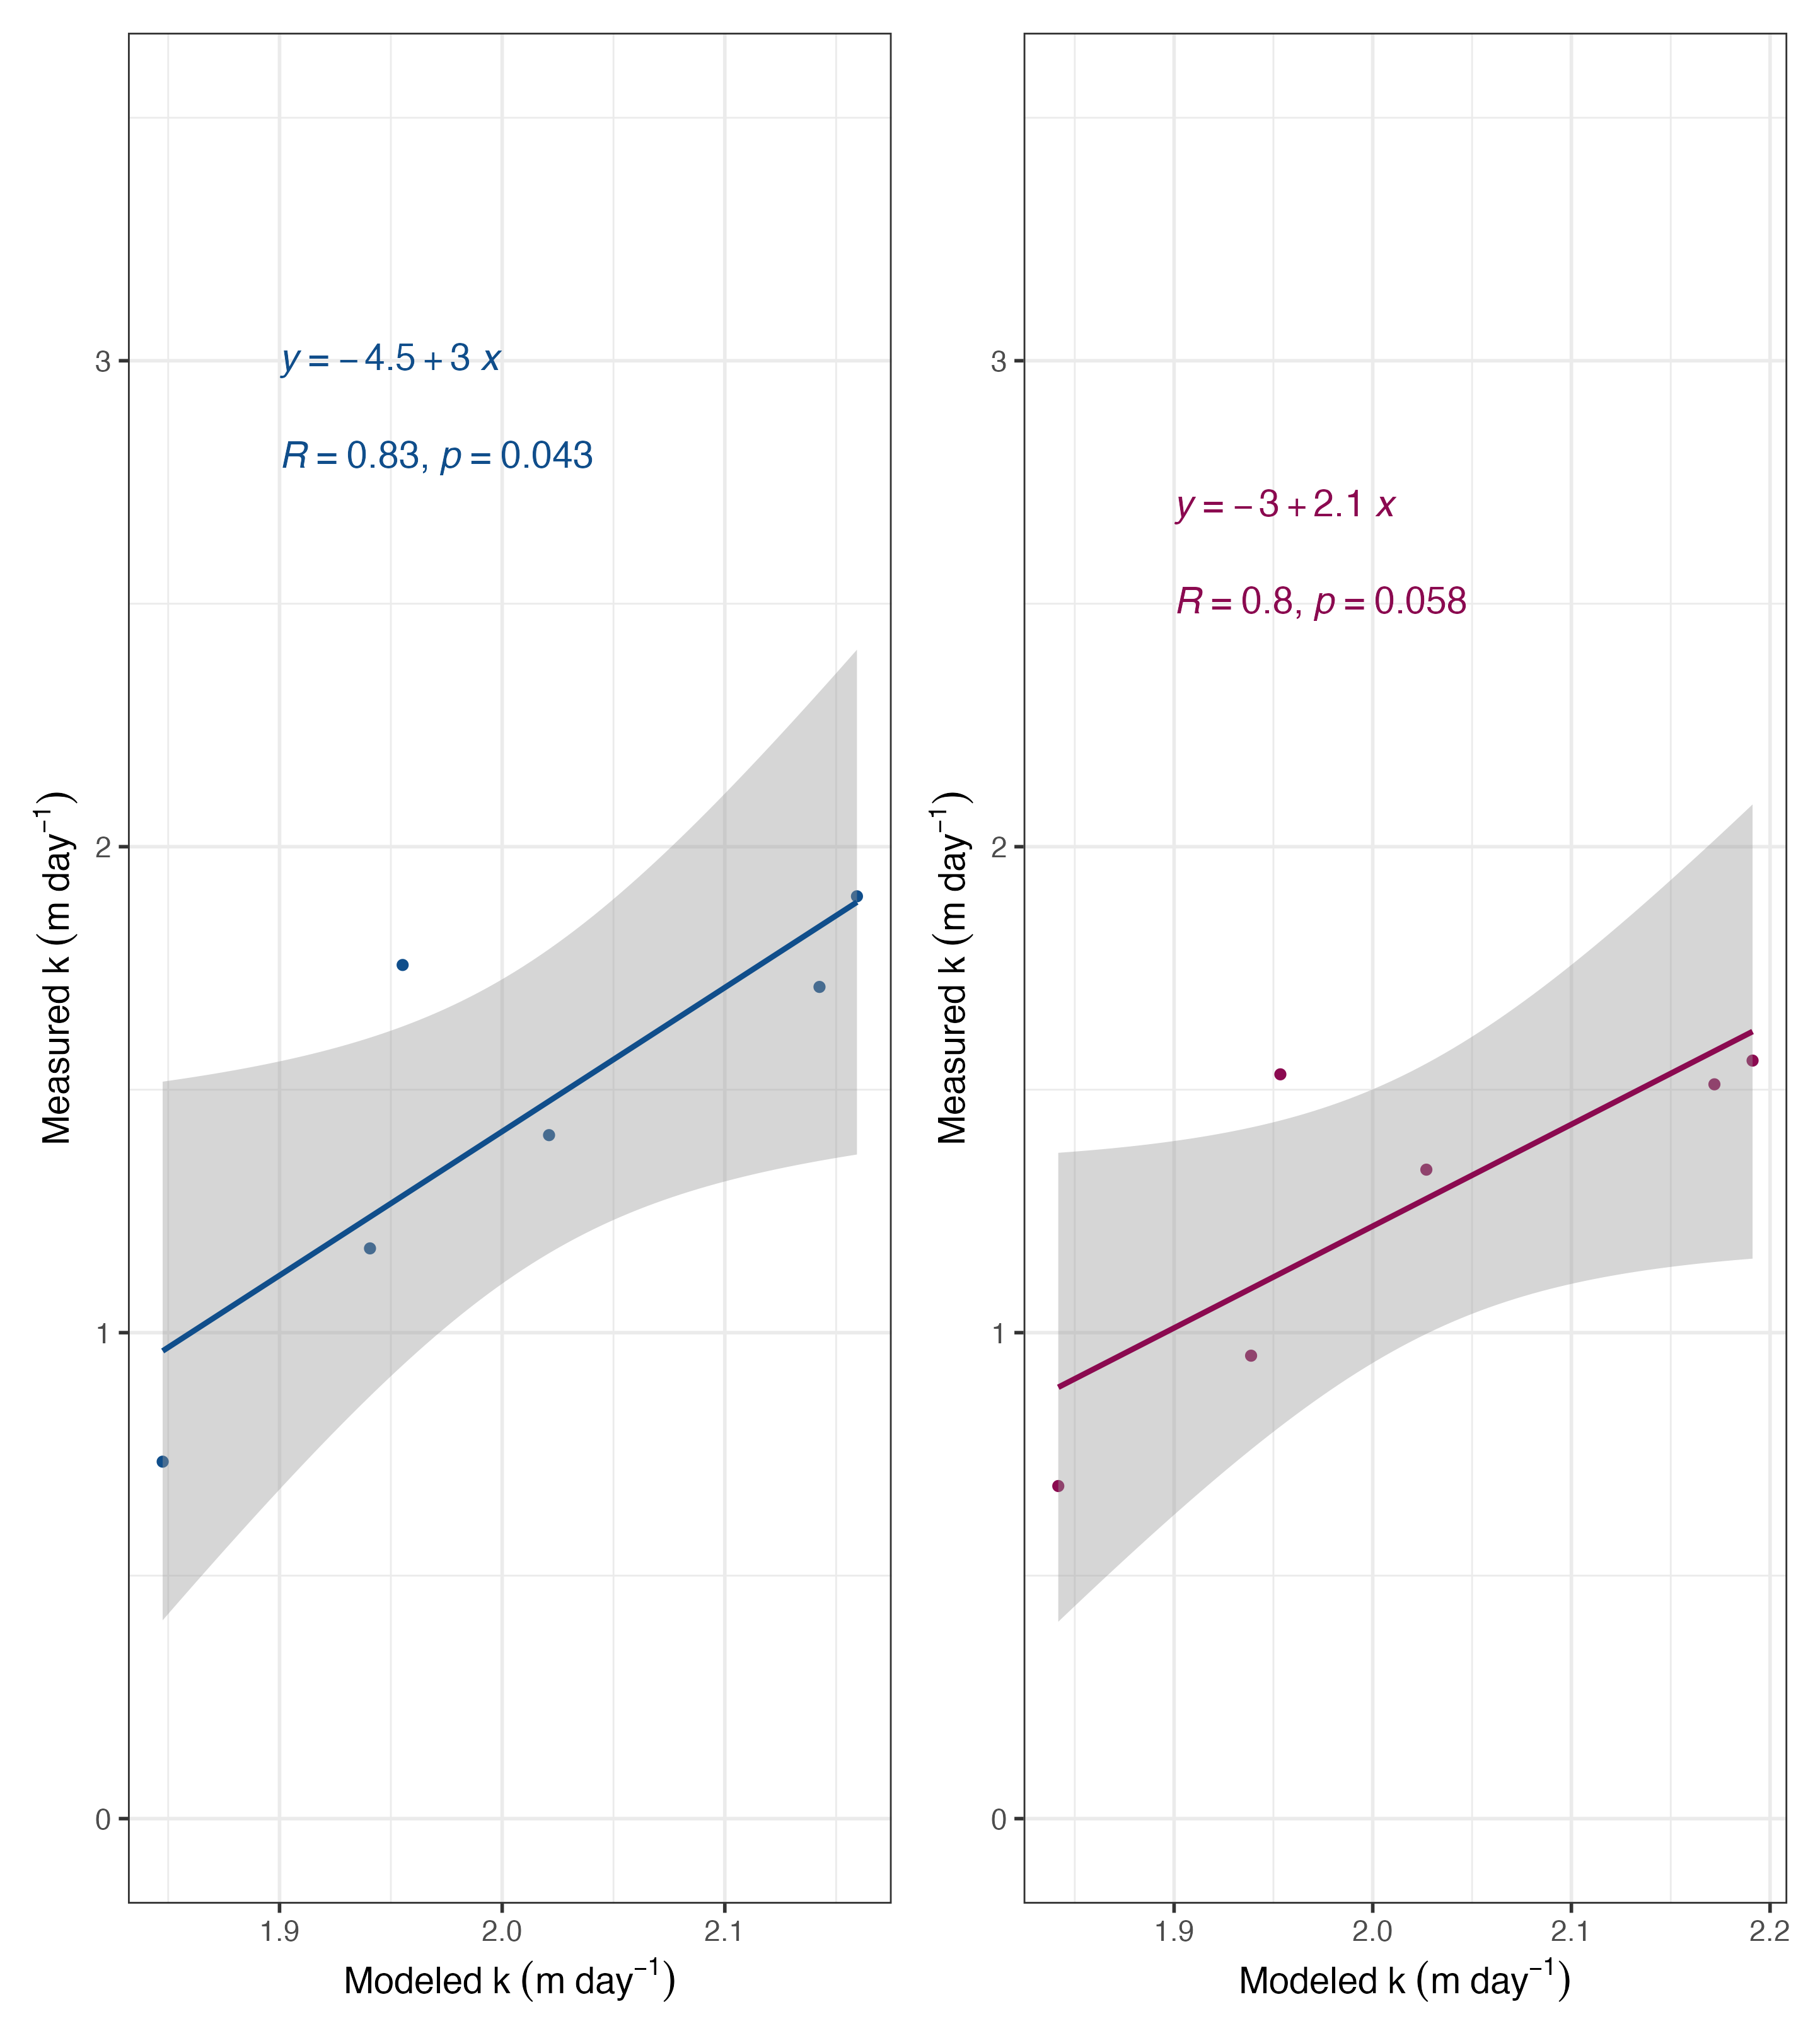 y = −4.5 + 3 x
R = 0.83, p = 0.043
3
2
1
0
Measured k (m day⁻¹)
1.9 2.0 2.1
Modeled k (m day⁻¹)
y = −3 + 2.1 x
R = 0.8, p = 0.058
3
2
1
0
Measured k (m day⁻¹)
1.9 2.0 2.1 2.2
Modeled k (m day⁻¹)